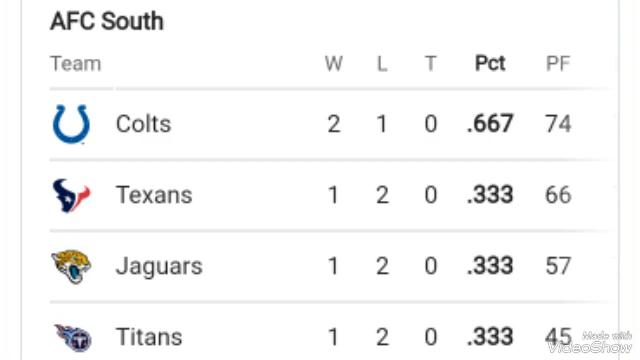 AFC South
Team W L T Pct PF
Colts 2 1 0 .667 74
Texans 1 2 0 .333 66
Jaguars 1 2 0 .333 57
Titans 1 2 0 .333 45
Made with
VideoShow